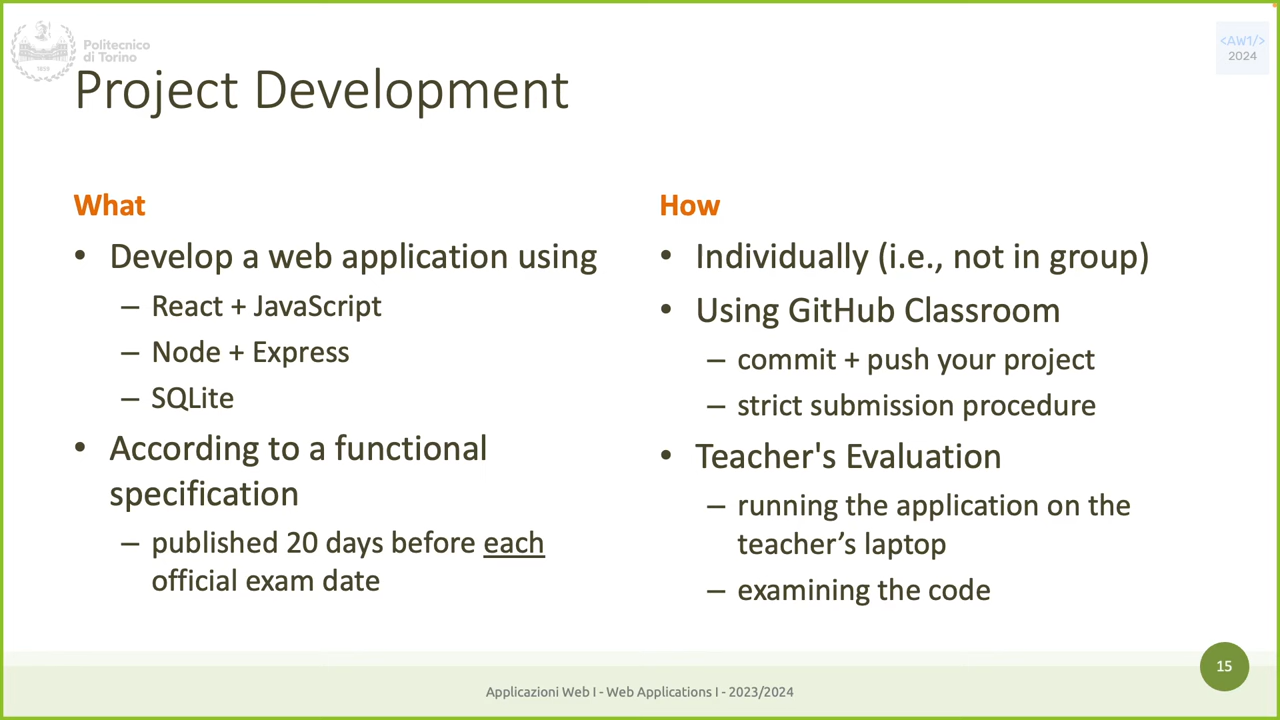 Politecnico
di Torino
1859
<AW1/>
2024
Project Development
What
• Develop a web application using
– React + JavaScript
– Node + Express
– SQLite
• According to a functional
specification
– published 20 days before each
official exam date
How
• Individually (i.e., not in group)
• Using GitHub Classroom
– commit + push your project
– strict submission procedure
• Teacher's Evaluation
– running the application on the
teacher’s laptop
– examining the code
15
Applicazioni Web I - Web Applications I - 2023/2024